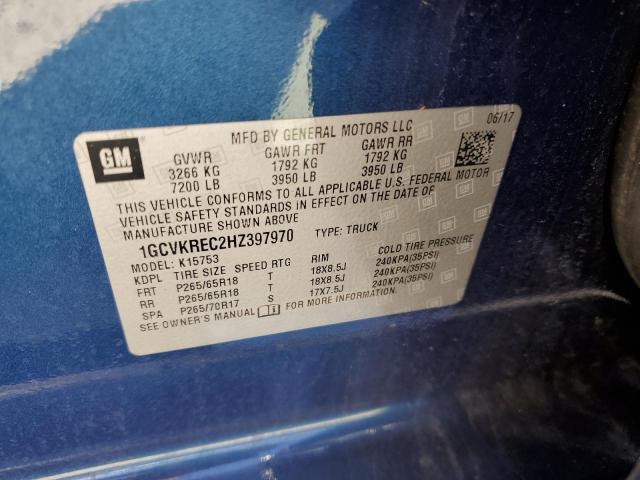 GM
MFD BY GENERAL MOTORS LLC
06/17
GVWR GAWR FRT GAWR RR
3266 KG 1792 KG 1792 KG
7200 LB 3950 LB 3950 LB
THIS VEHICLE CONFORMS TO ALL APPLICABLE U.S. FEDERAL MOTOR
VEHICLE SAFETY STANDARDS IN EFFECT ON THE DATE OF
MANUFACTURE SHOWN ABOVE
1GCVKREC2HZ397970 TYPE: TRUCK
MODEL: K15753
KDPL TIRE SIZE SPEED RTG RIM COLD TIRE PRESSURE
FRT P265/65R18 T 18X8.5J 240KPA(35PSI)
RR P265/65R18 T 18X8.5J 240KPA(35PSI)
SPA P265/70R17 S 17X7.5J 240KPA(35PSI)
SEE OWNER'S MANUAL FOR MORE INFORMATION.